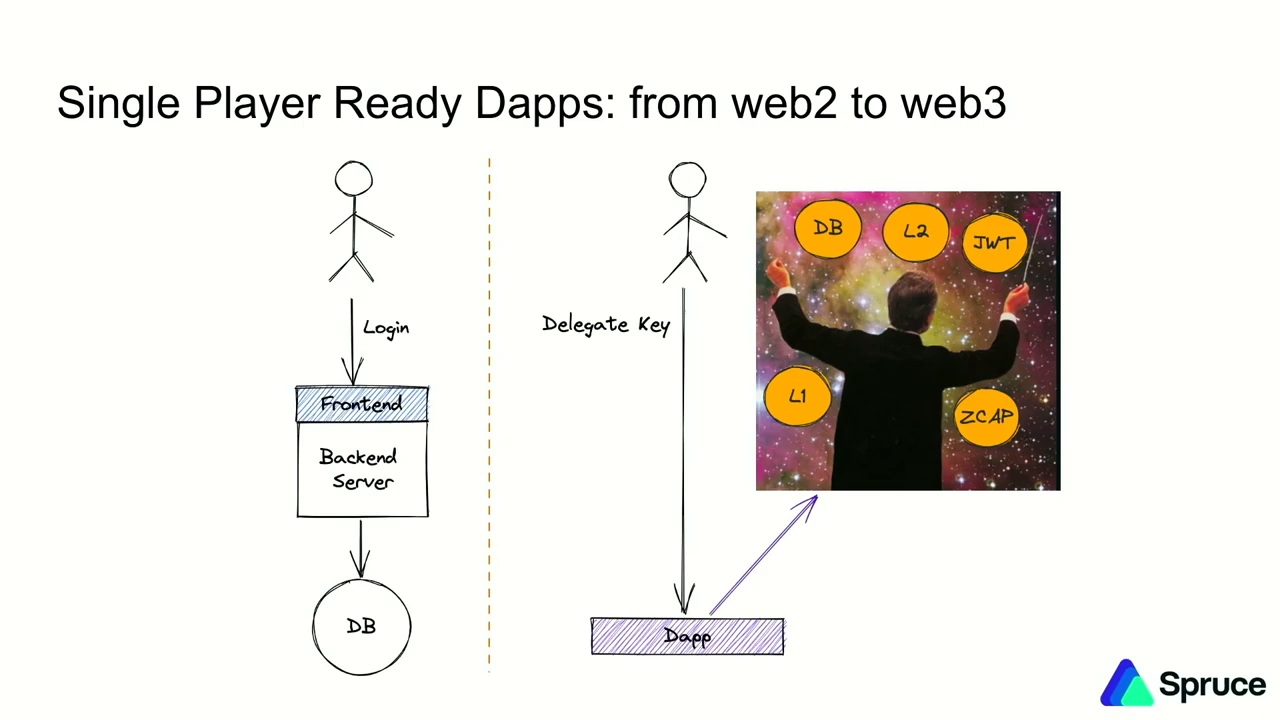 Single Player Ready Dapps: from web2 to web3
Login
Frontend
Backend
Server
DB
Delegate Key
Dapp
DB
L2
JWT
L1
ZCAP
Spruce